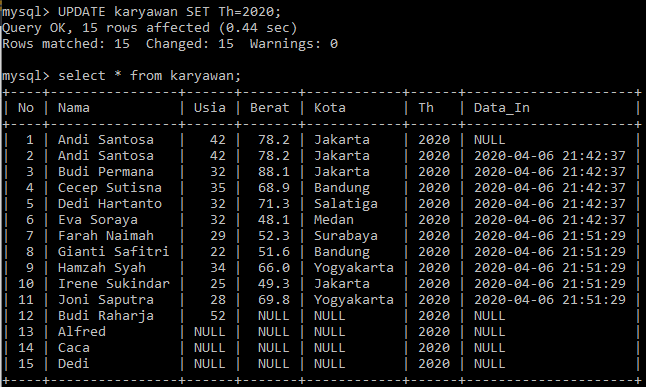 mysql> UPDATE karyawan SET Th=2020;
Query OK, 15 rows affected (0.44 sec)
Rows matched: 15  Changed: 15  Warnings: 0
mysql> select * from karyawan;
+----+-----------------+------+-------+------------+------+---------------------+
| No | Nama            | Usia | Berat | Kota       | Th   | Data_In             |
+----+-----------------+------+-------+------------+------+---------------------+
|  1 | Andi Santosa    |   42 |  78.2 | Jakarta    | 2020 | NULL                |
|  2 | Andi Santosa    |   42 |  78.2 | Jakarta    | 2020 | 2020-04-06 21:42:37 |
|  3 | Budi Permana    |   32 |  88.1 | Jakarta    | 2020 | 2020-04-06 21:42:37 |
|  4 | Cecep Sutisna   |   35 |  68.9 | Bandung    | 2020 | 2020-04-06 21:42:37 |
|  5 | Dedi Hartanto   |   32 |  71.3 | Salatiga   | 2020 | 2020-04-06 21:42:37 |
|  6 | Eva Soraya      |   32 |  48.1 | Medan      | 2020 | 2020-04-06 21:42:37 |
|  7 | Farah Naimah    |   29 |  52.3 | Surabaya   | 2020 | 2020-04-06 21:51:29 |
|  8 | Gianti Safitri  |   22 |  51.6 | Bandung    | 2020 | 2020-04-06 21:51:29 |
|  9 | Hamzah Syah     |   34 |  66.0 | Yogyakarta | 2020 | 2020-04-06 21:51:29 |
| 10 | Irene Sukindar  |   25 |  49.3 | Jakarta    | 2020 | 2020-04-06 21:51:29 |
| 11 | Joni Saputra    |   28 |  69.8 | Yogyakarta | 2020 | 2020-04-06 21:51:29 |
| 12 | Budi Raharja    |   52 |  NULL | NULL       | 2020 | NULL                |
| 13 | Alfred          | NULL |  NULL | NULL       | 2020 | NULL                |
| 14 | Caca            | NULL |  NULL | NULL       | 2020 | NULL                |
| 15 | Dedi            | NULL |  NULL | NULL       | 2020 | NULL                |
+----+-----------------+------+-------+------------+------+---------------------+